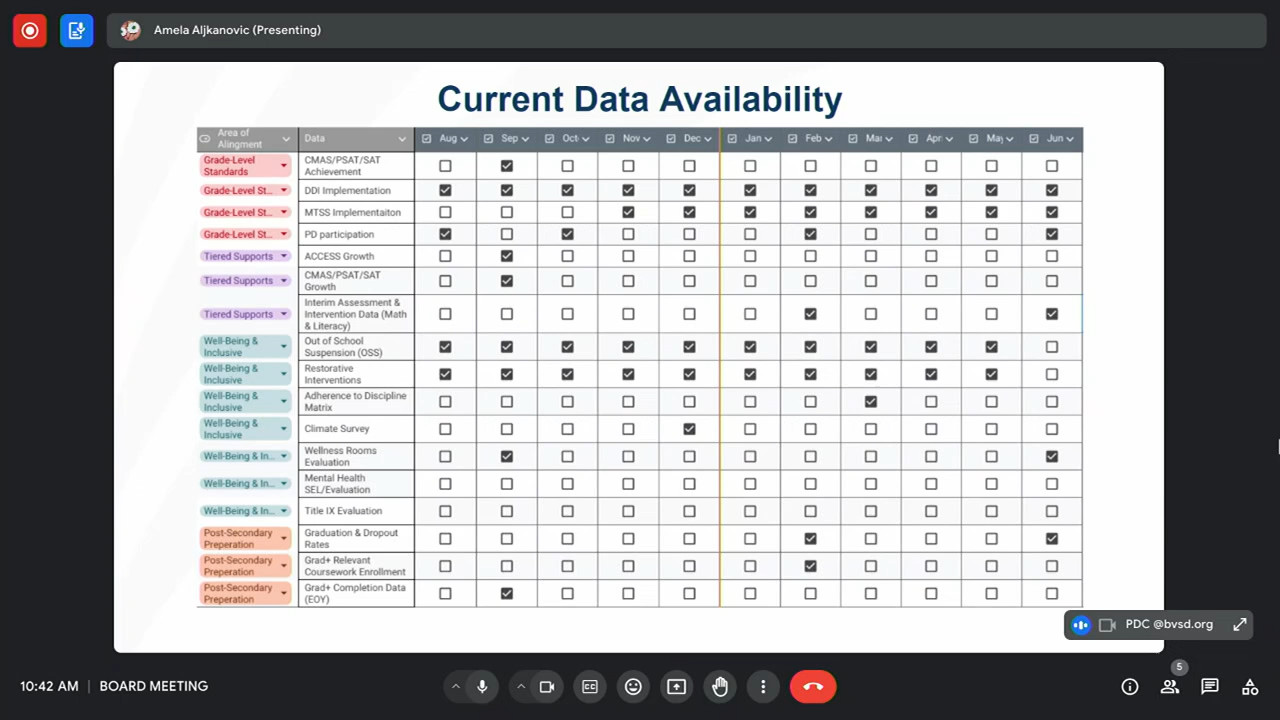 Amela Aljkanovic (Presenting)
Current Data Availability
Area of Alingment Data Aug Sep Oct Nov Dec Jan Feb Mar Apr May Jun
Grade-Level Standards CMAS/PSAT/SAT Achievement
Grade-Level St... DDI Implementation
Grade-Level St... MTSS Implementaiton
Grade-Level St... PD participation
Tiered Supports ACCESS Growth
Tiered Supports CMAS/PSAT/SAT Growth
Tiered Supports Interim Assessment & Intervention Data (Math & Literacy)
Well-Being & Inclusive Out of School Suspension (OSS)
Well-Being & Inclusive Restorative Interventions
Well-Being & Inclusive Adherence to Discipline Matrix
Well-Being & Inclusive Climate Survey
Well-Being & In... Wellness Rooms Evaluation
Well-Being & In... Mental Health SEL/Evaluation
Well-Being & In... Title IX Evaluation
Post-Secondary Preperation Graduation & Dropout Rates
Post-Secondary Preperation Grad+ Relevant Coursework Enrollment
Post-Secondary Preperation Grad+ Completion Data (EOY)
PDC @bvsd.org
10:42 AM | BOARD MEETING
CC
5